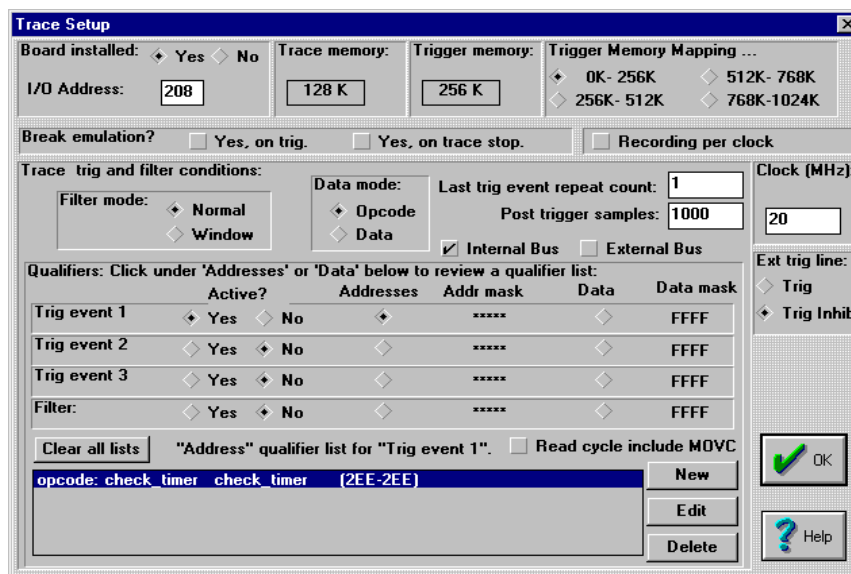 Trace Setup
Board installed: Yes No
I/O Address: 208
Trace memory:
128 K
Trigger memory:
256 K
Trigger Memory Mapping ...
0K- 256K 512K- 768K
256K- 512K 768K-1024K
Break emulation? Yes, on trig. Yes, on trace stop. Recording per clock
Trace trig and filter conditions:
Filter mode: Normal
Window
Data mode:
Opcode
Data
Last trig event repeat count: 1
Post trigger samples: 1000
Internal Bus External Bus
Clock (MHz):
20
Ext trig line:
Trig
Trig Inhib
Qualifiers: Click under 'Addresses' or 'Data' below to review a qualifier list:
Active? Addresses Addr mask Data Data mask
Trig event 1 Yes No ***** FFFF
Trig event 2 Yes No ***** FFFF
Trig event 3 Yes No ***** FFFF
Filter: Yes No ***** FFFF
Clear all lists "Address" qualifier list for "Trig event 1". Read cycle include MOVC
opcode: check_timer check_timer (2EE-2EE)
New
Edit
Delete
OK
Help